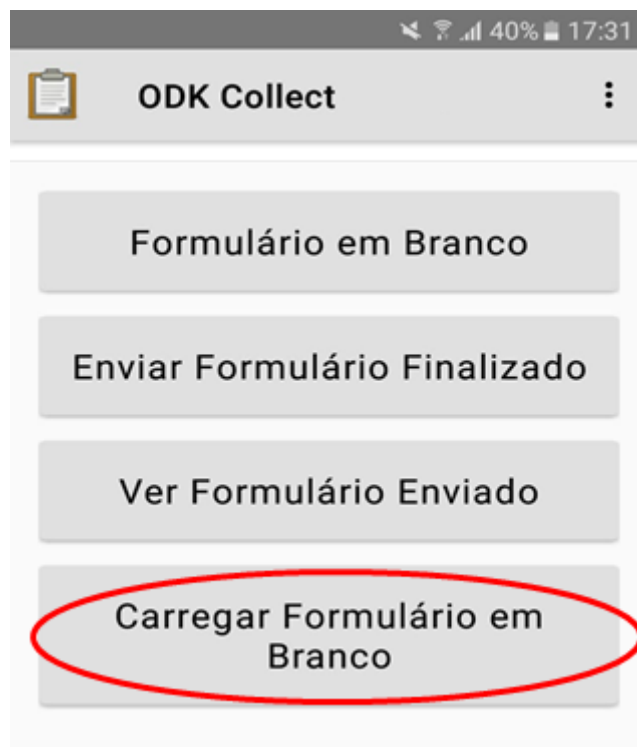 40% 17:31
ODK Collect
Formulário em Branco
Enviar Formulário Finalizado
Ver Formulário Enviado
Carregar Formulário em
Branco